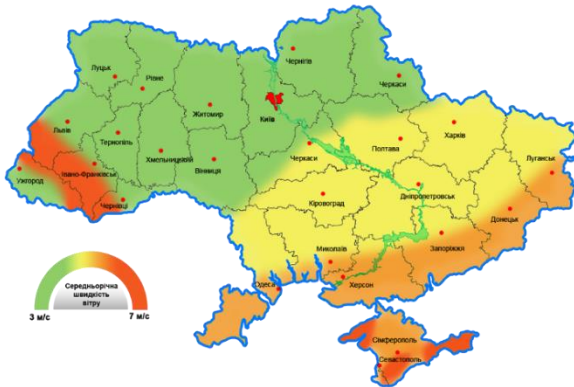 Чернігів
Луцьк
Рівне
Черкаси
Житомир
Київ
Львів
Тернопіль
Харків
Полтава
Черкаси
Хмельницький
Вінниця
Луганськ
Ужгород
Івано-Франківськ
Чернівці
Кіровоград
Дніпропетровськ
Донецьк
Запоріжжя
Миколаїв
Одеса
Херсон
Середньорічна
швидкість
вітру
3 м/с
7 м/с
Сімферополь
Севастополь